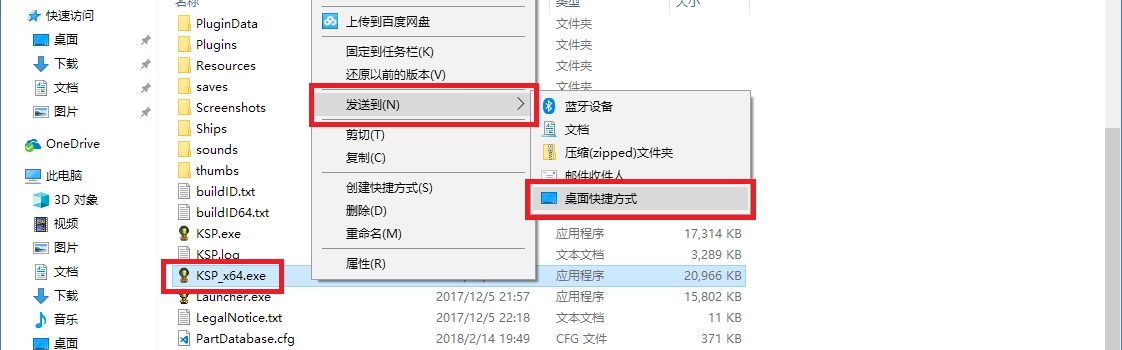 快速访问
桌面
下载
文档
图片
OneDrive
此电脑
3D 对象
视频
图片
文档
下载
音乐
桌面
名称
PluginData
Plugins
Resources
saves
Screenshots
Ships
sounds
thumbs
buildID.txt
buildID64.txt
KSP.exe
KSP.log
KSP_x64.exe
Launcher.exe
LegalNotice.txt
PartDatabase.cfg
上传到百度网盘
固定到任务栏(K)
还原以前的版本(V)
发送到(N)
剪切(T)
复制(C)
创建快捷方式(S)
删除(D)
重命名(M)
属性(R)
2017/12/5 21:57
2017/12/5 22:18
2018/2/14 19:49
蓝牙设备
文档
压缩(zipped)文件夹
邮件收件人
桌面快捷方式
类型
文件夹
文件夹
文件夹
文件夹
应用程序
文本文档
应用程序
应用程序
文本文档
CFG 文件
大小
17,314 KB
3,289 KB
20,966 KB
15,802 KB
11 KB
371 KB